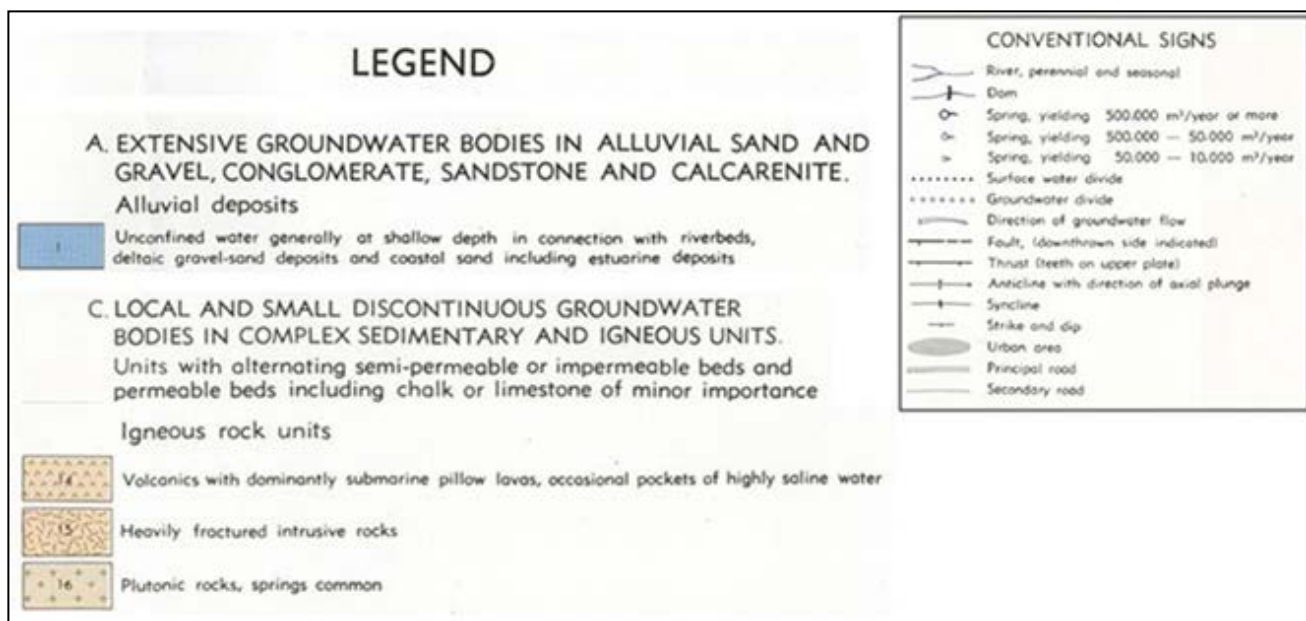 LEGEND
A. EXTENSIVE GROUNDWATER BODIES IN ALLUVIAL SAND AND
GRAVEL, CONGLOMERATE, SANDSTONE AND CALCARENITE.
Alluvial deposits
1
Unconfined water generally at shallow depth in connection with riverbeds,
deltaic gravel-sand deposits and coastal sand including estuarine deposits
C. LOCAL AND SMALL DISCONTINUOUS GROUNDWATER
BODIES IN COMPLEX SEDIMENTARY AND IGNEOUS UNITS.
Units with alternating semi-permeable or impermeable beds and
permeable beds including chalk or limestone of minor importance
Igneous rock units
14
Volcanics with dominantly submarine pillow lavas, occasional pockets of highly saline water
15
Heavily fractured intrusive rocks
16
Plutonic rocks, springs common
CONVENTIONAL SIGNS
River, perennial and seasonal
Dam
Spring, yielding 500.000 m³/year or more
Spring, yielding 500.000 — 50.000 m³/year
Spring, yielding 50.000 — 10.000 m³/year
Surface water divide
Groundwater divide
Direction of groundwater flow
Fault, (downthrown side indicated)
Thrust (teeth on upper plate)
Anticline with direction of axial plunge
Syncline
Strike and dip
Urban area
Principal road
Secondary road